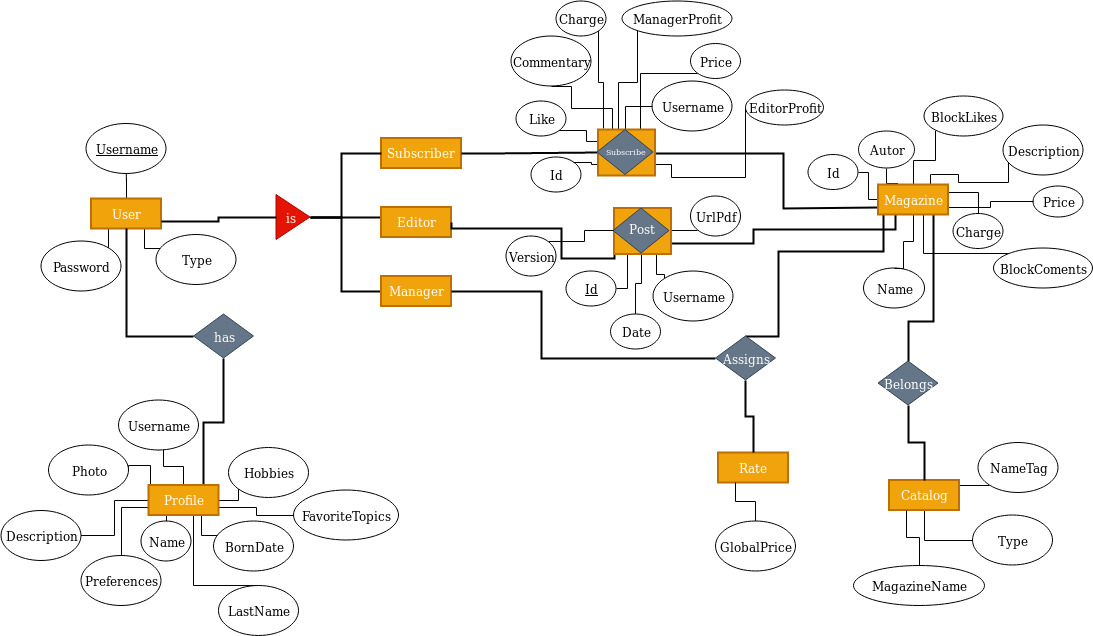 Charge
ManagerProfit
Commentary
Price
Username
EditorProfit
Like
BlockLikes
Username
Subscriber
Subscribe
Autor
Description
Id
Id
User
is
Editor
Post
UrlPdf
Magazine
Price
Charge
Password
Type
Version
BlockComents
Manager
Id
Username
Name
Date
has
Assigns
Belongs
Username
Photo
Hobbies
Rate
NameTag
Profile
Catalog
FavoriteTopics
Description
Name
BornDate
GlobalPrice
Type
Preferences
MagazineName
LastName